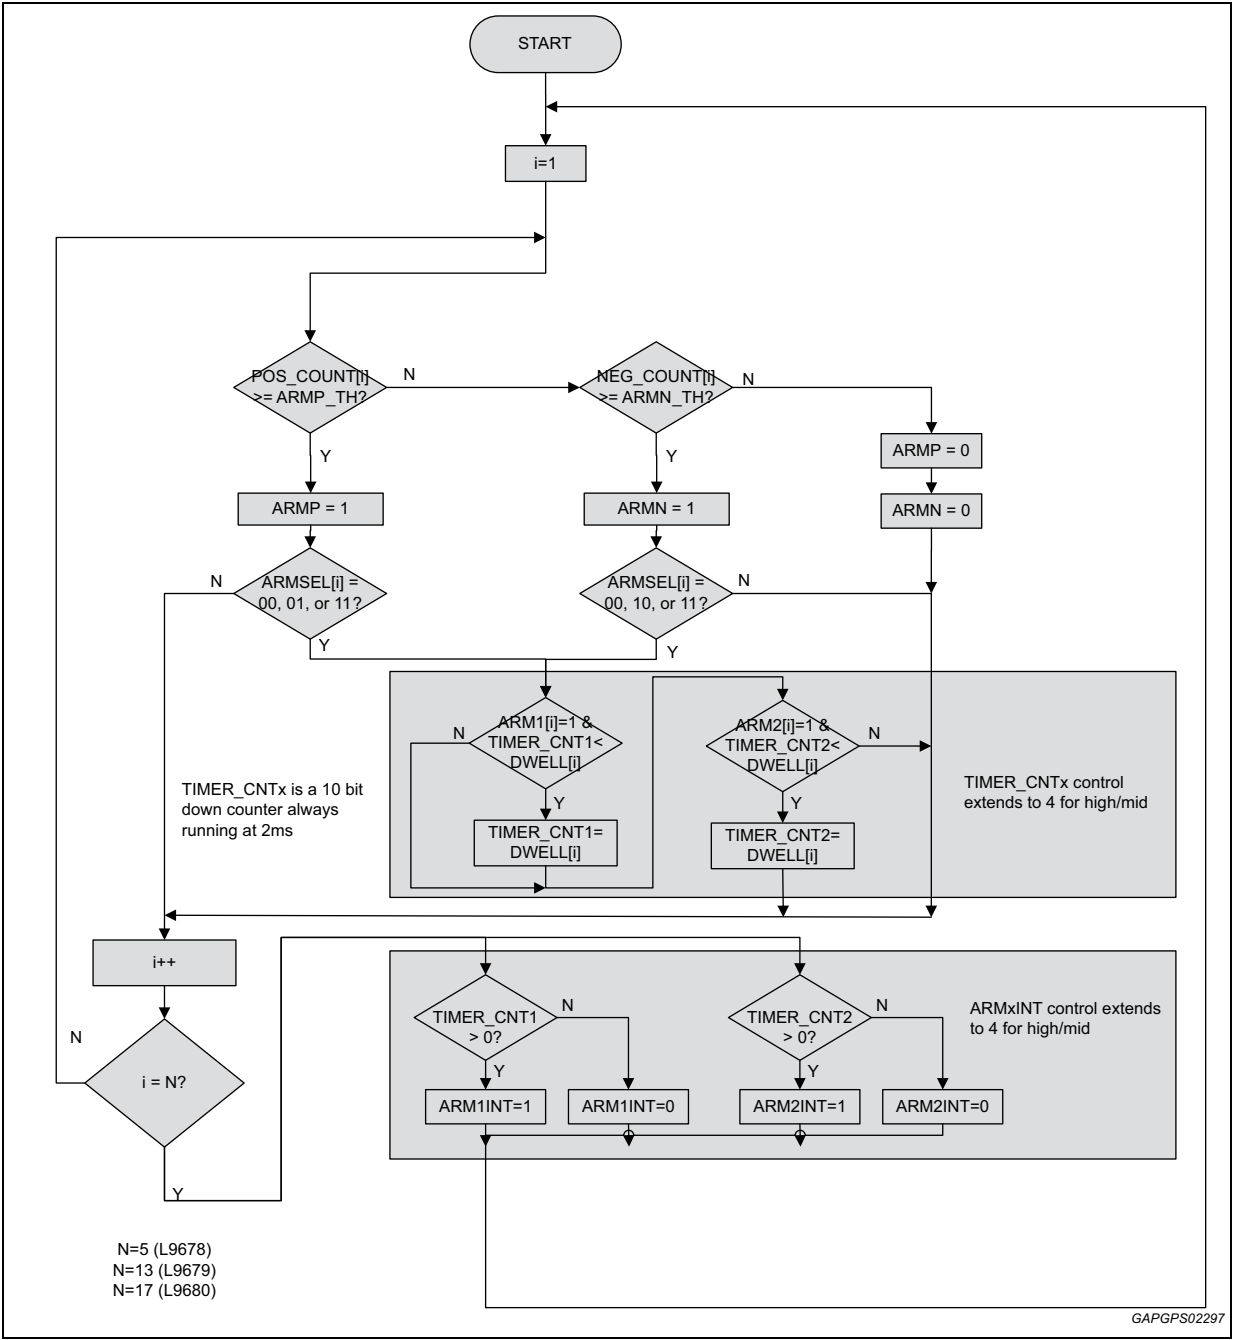 START
i=1
POS_COUNT[i]
>= ARMP_TH?
N
NEG_COUNT[i]
>= ARMN_TH?
N
Y
Y
ARMP = 0
ARMP = 1
ARMN = 1
ARMN = 0
N
ARMSEL[i] =
00, 01, or 11?
ARMSEL[i] =
00, 10, or 11?
N
Y
Y
N
ARM1[i]=1 &
TIMER_CNT1<
DWELL[i]
ARM2[i]=1 &
TIMER_CNT2<
DWELL[i]
N
TIMER_CNTx is a 10 bit
down counter always
running at 2ms
TIMER_CNTx control
extends to 4 for high/mid
Y
Y
TIMER_CNT1=
DWELL[i]
TIMER_CNT2=
DWELL[i]
i++
N
i = N?
Y
TIMER_CNT1
> 0?
N
TIMER_CNT2
> 0?
N
ARMxINT control extends
to 4 for high/mid
Y
Y
ARM1INT=1
ARM1INT=0
ARM2INT=1
ARM2INT=0
N=5 (L9678)
N=13 (L9679)
N=17 (L9680)
GAPGPS02297